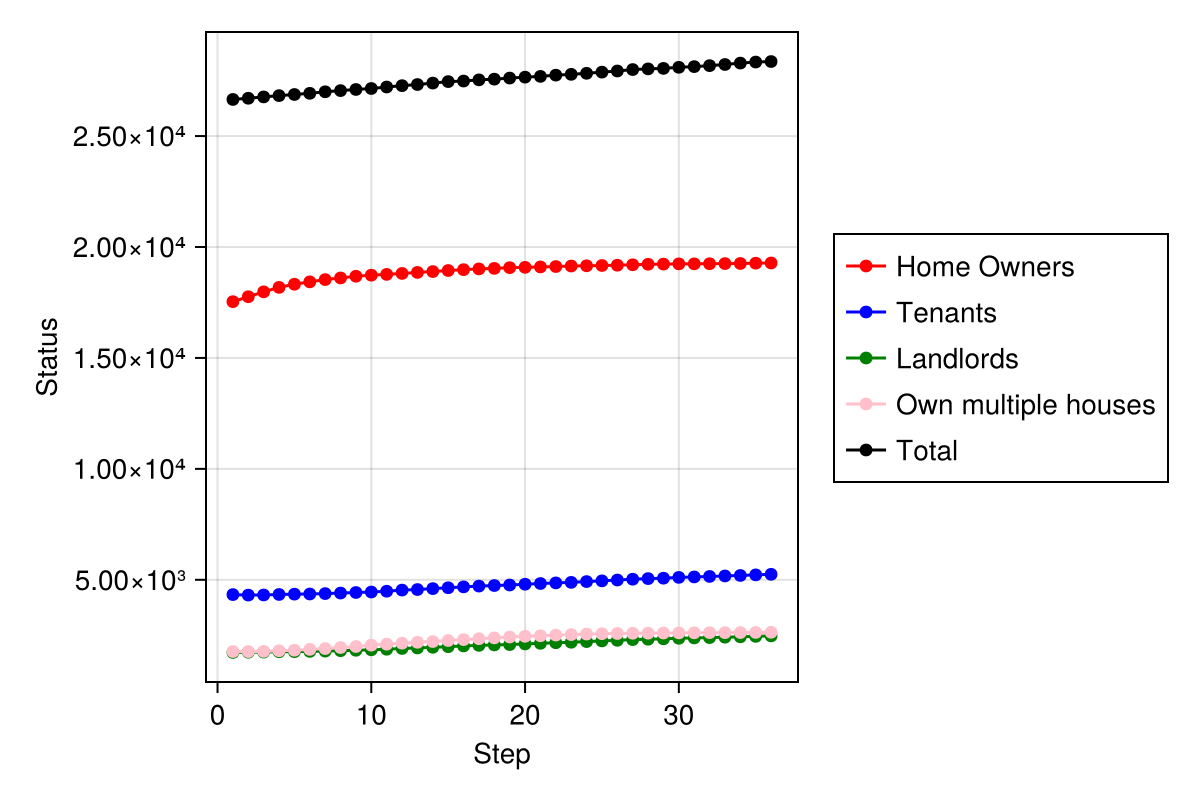 2.50×10⁴
2.00×10⁴
1.50×10⁴
1.00×10⁴
5.00×10³
Status
0 10 20 30
Step
Home Owners
Tenants
Landlords
Own multiple houses
Total